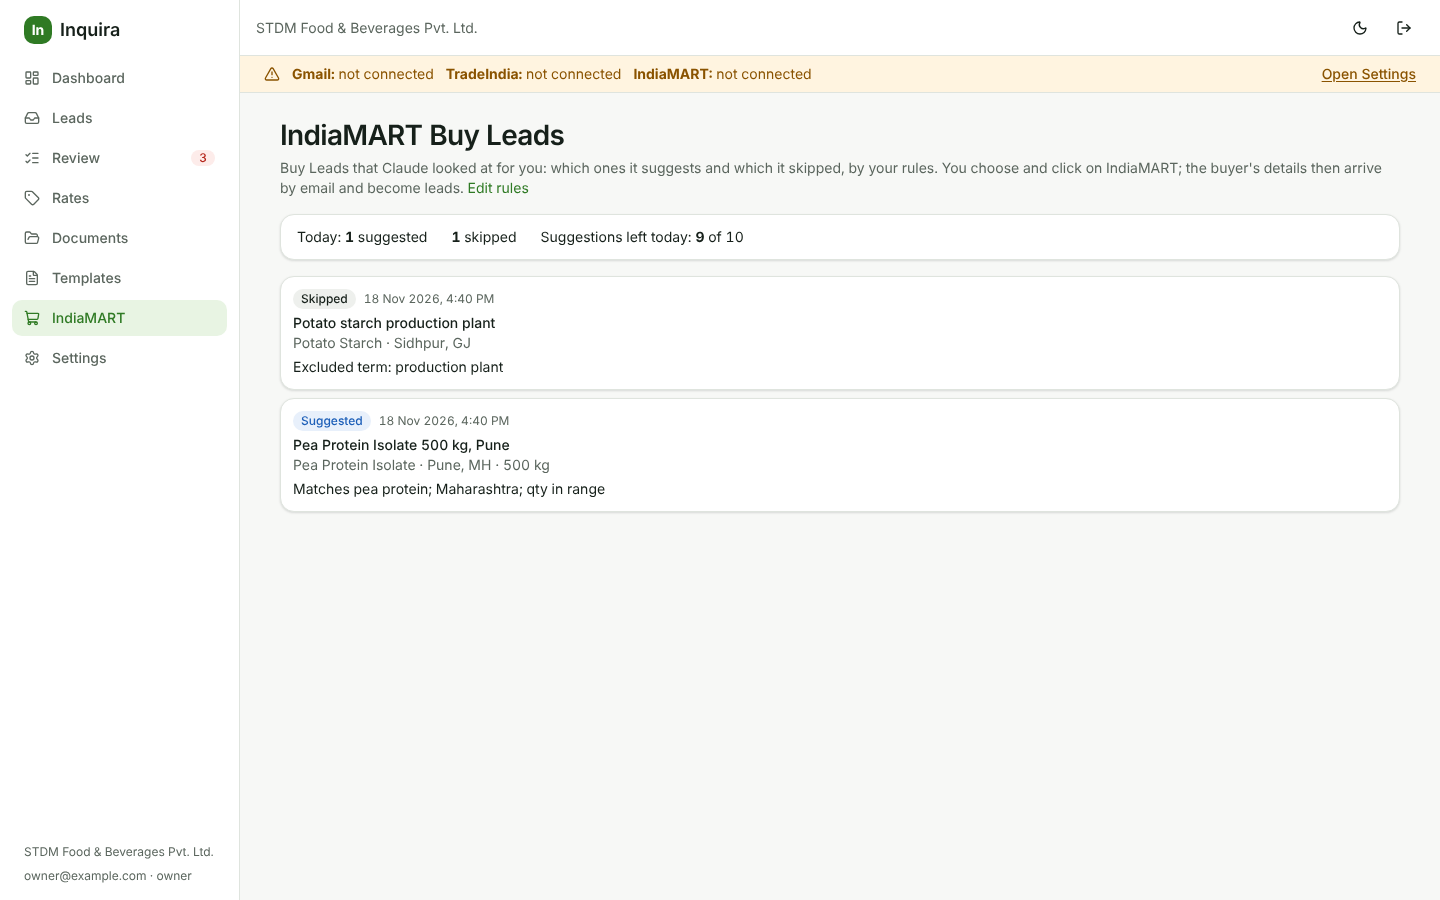 In Inquira
Dashboard
Leads
Review 3
Rates
Documents
Templates
IndiaMART
Settings
STDM Food & Beverages Pvt. Ltd.
owner@example.com · owner
STDM Food & Beverages Pvt. Ltd.
Gmail: not connected TradeIndia: not connected IndiaMART: not connected Open Settings
IndiaMART Buy Leads
Buy Leads that Claude looked at for you: which ones it suggests and which it skipped, by your rules. You choose and click on IndiaMART; the buyer's details then arrive
by email and become leads. Edit rules
Today: 1 suggested 1 skipped Suggestions left today: 9 of 10
Skipped 18 Nov 2026, 4:40 PM
Potato starch production plant
Potato Starch · Sidhpur, GJ
Excluded term: production plant
Suggested 18 Nov 2026, 4:40 PM
Pea Protein Isolate 500 kg, Pune
Pea Protein Isolate · Pune, MH · 500 kg
Matches pea protein; Maharashtra; qty in range